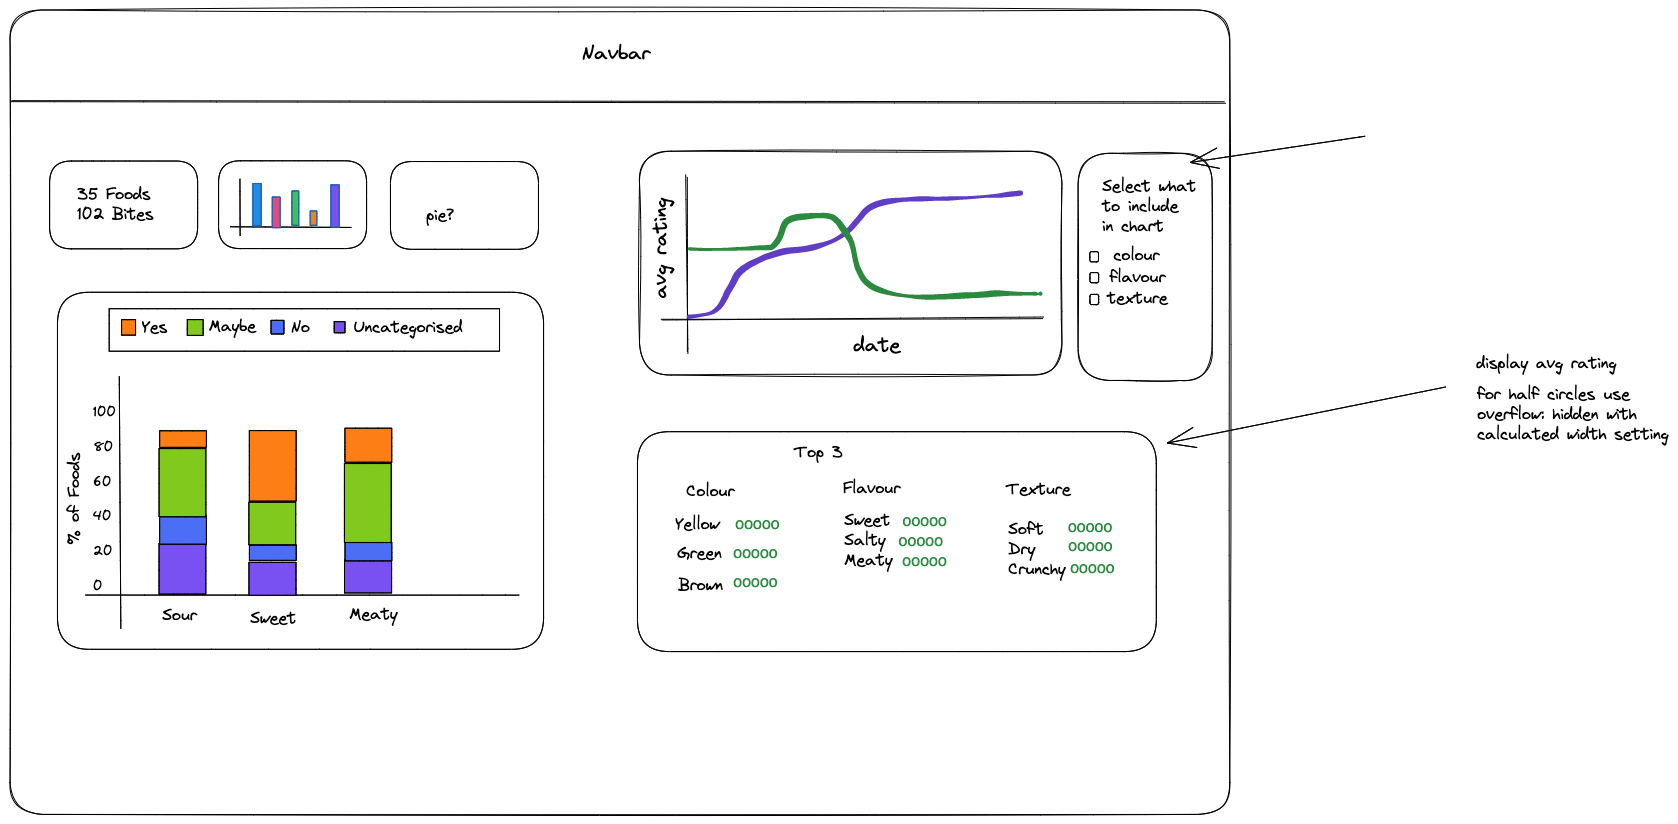 Navbar
35 Foods
102 Bites
pie?
avg rating
date
Select what
to include
in chart
colour
flavour
texture
Yes
Maybe
No
Uncategorised
% of Foods
100
80
60
40
20
0
Sour
Sweet
Meaty
Top 3
Colour
Yellow 00000
Green 00000
Brown 00000
Flavour
Sweet 00000
Salty 00000
Meaty 00000
Texture
Soft 00000
Dry 00000
Crunchy 00000
display avg rating
for half circles use
overflow: hidden with
calculated width setting